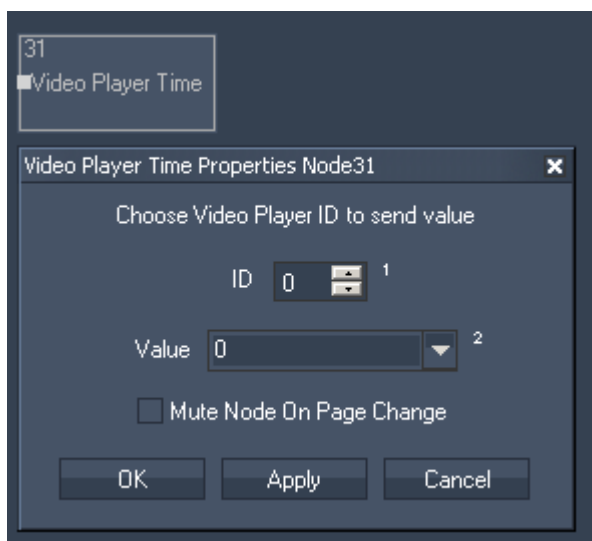 31
Video Player Time
Video Player Time Properties Node31
Choose Video Player ID to send value
ID 0 1
Value 0 2
Mute Node On Page Change
OK Apply Cancel